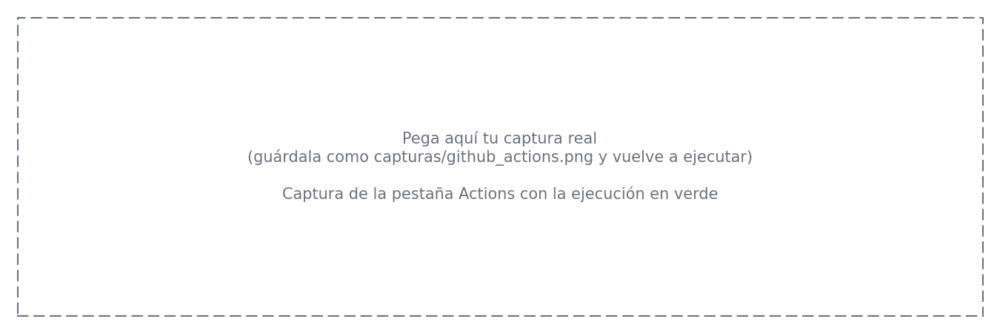 Pega aquí tu captura real
(guárdala como capturas/github_actions.png y vuelve a ejecutar)
Captura de la pestaña Actions con la ejecución en verde